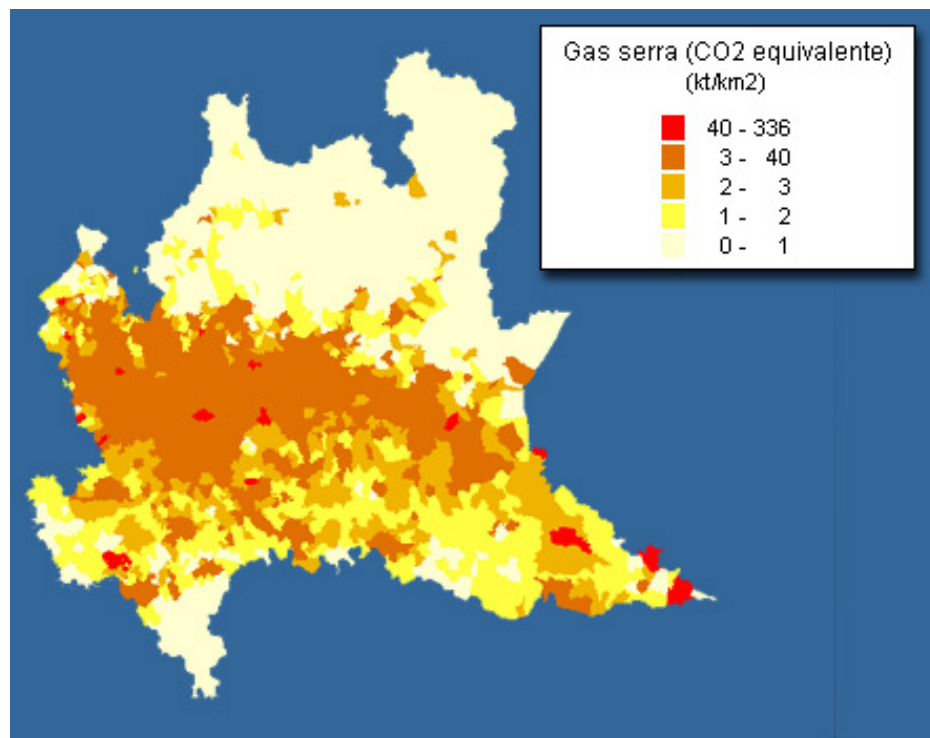 Gas serra (CO2 equivalente)
(kt/km2)
40 - 336
3 - 40
2 - 3
1 - 2
0 - 1